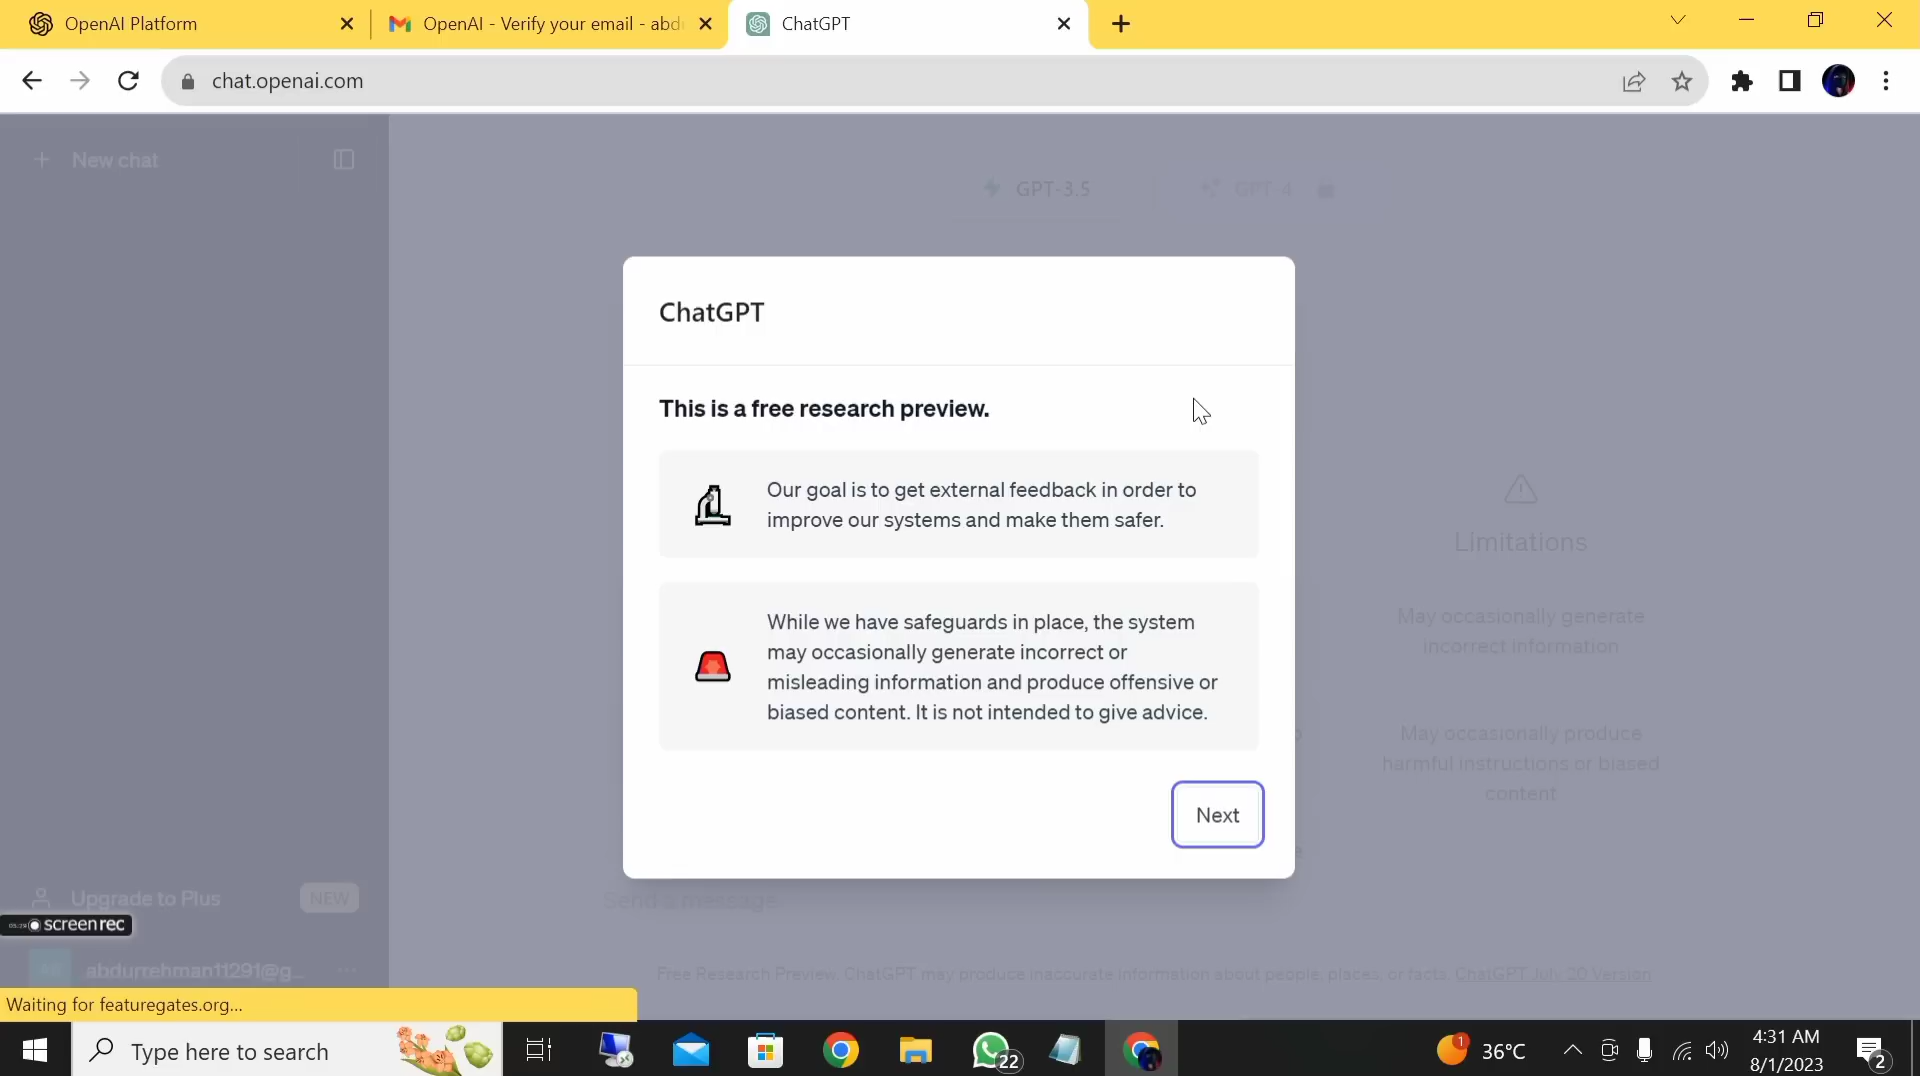 OpenAI Platform
OpenAI - Verify your email - abd
ChatGPT
chat.openai.com
New chat
GPT-3.5
GPT-4
ChatGPT
This is a free research preview.
Our goal is to get external feedback in order to
improve our systems and make them safer.
While we have safeguards in place, the system
may occasionally generate incorrect or
misleading information and produce offensive or
biased content. It is not intended to give advice.
Next
Limitations
May occasionally generate
incorrect information
May occasionally produce
harmful instructions or biased
content
Upgrade to Plus
NEW
screenrec
abdurrehman11291@g...
Send a message
Free Research Preview. ChatGPT may produce inaccurate information about people, places, or facts. ChatGPT July 20 Version
Waiting for featuregates.org...
Type here to search
22
1
36°C
4:31 AM
8/1/2023
2